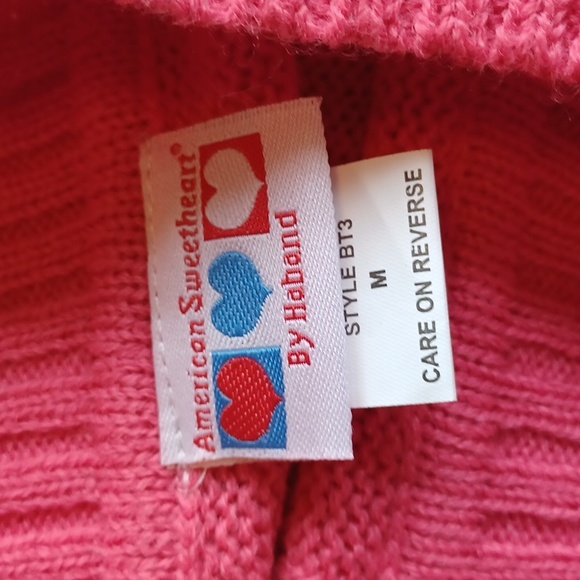 American Sweetheart®
By Haband
STYLE BT3
M
CARE ON REVERSE